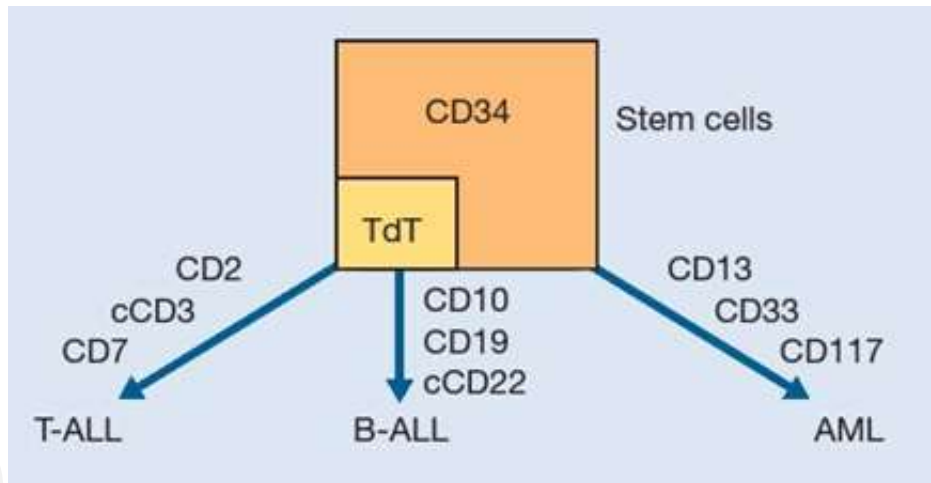 CD34
Stem cells
TdT
CD2
cCD3
CD7
CD10
CD19
cCD22
CD13
CD33
CD117
T-ALL
B-ALL
AML